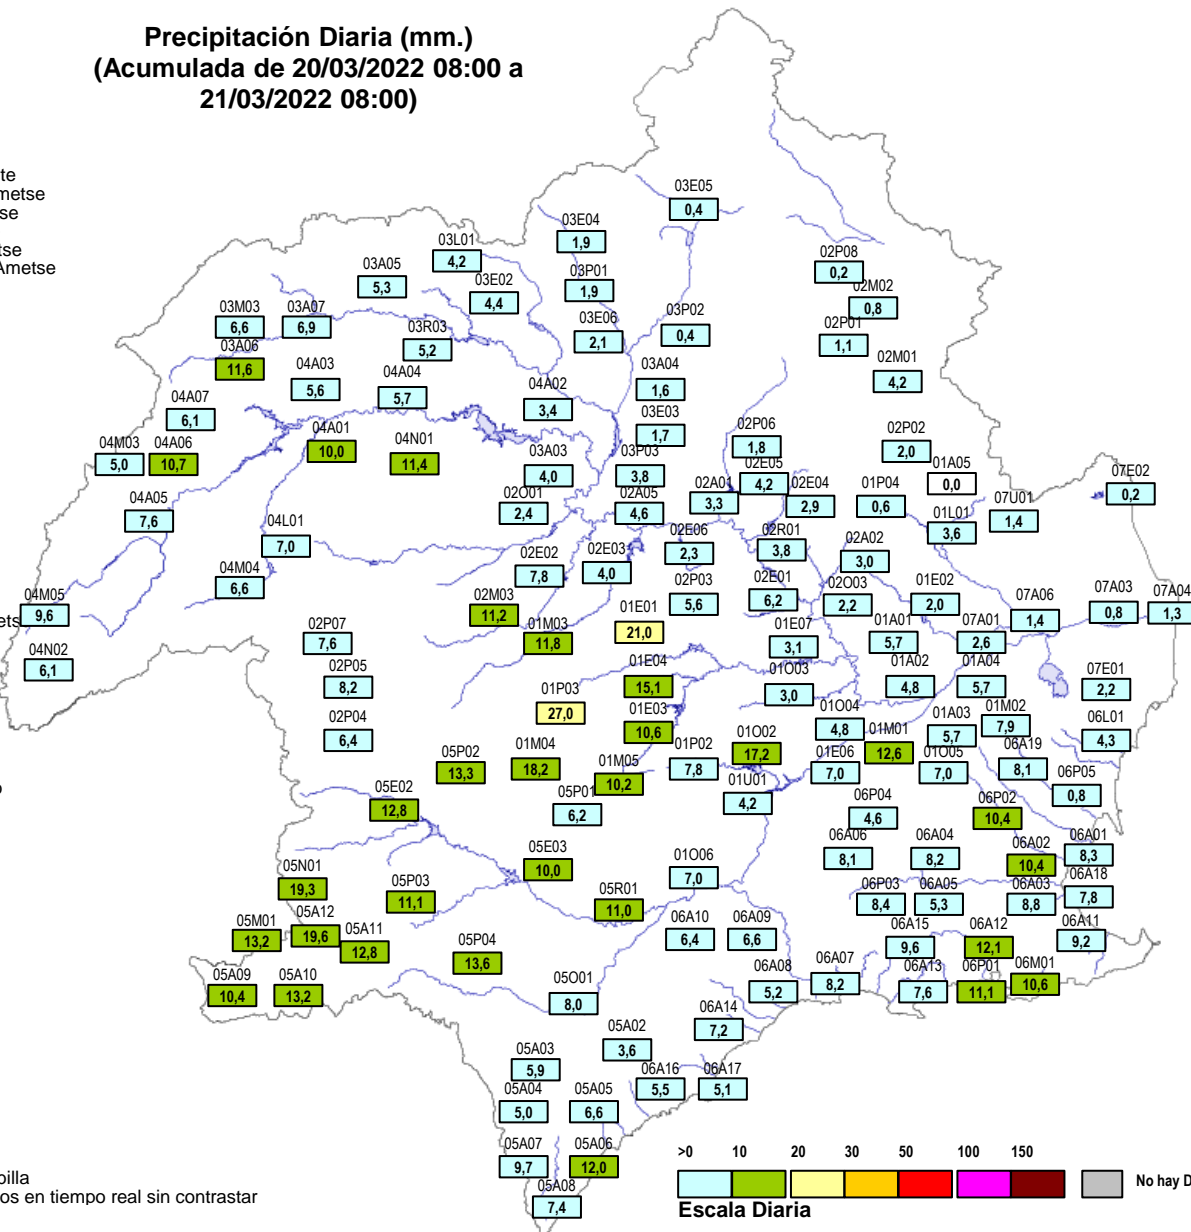 Precipitación Diaria (mm.)
(Acumulada de 20/03/2022 08:00 a
21/03/2022 08:00)
te
metse
se
tse
Ametse
ets
o
oilla
os en tiempo real sin contrastar
03E05
0,4
03E04
1,9
03L01
4,2
03A05
5,3
03E02
4,4
03P01
1,9
02P08
0,2
02M02
0,8
03M03
6,6
03A07
6,9
03R03
5,2
03E06
2,1
03P02
0,4
02P01
1,1
03A06
11,6
04A03
5,6
04A04
5,7
04A02
3,4
03A04
1,6
02M01
4,2
04A07
6,1
03E03
1,7
04M03
5,0
04A06
10,7
04A01
10,0
04N01
11,4
03A03
4,0
03P03
3,8
02P06
1,8
02E05
4,2
02P02
2,0
01A05
0,0
07E02
0,2
04A05
7,6
02O01
2,4
02A05
4,6
02A01
3,3
02E04
2,9
01P04
0,6
01L01
3,6
07U01
1,4
04L01
7,0
02E02
7,8
02E03
4,0
02E06
2,3
02R01
3,8
02A02
3,0
04M04
6,6
04M05
9,6
02M03
11,2
01E01
21,0
02P03
5,6
02E01
6,2
02O03
2,2
01E02
2,0
07A06
1,4
07A03
0,8
07A04
1,3
04N02
6,1
02P07
7,6
01M03
11,8
01E07
3,1
01A01
5,7
07A01
2,6
02P05
8,2
01P03
27,0
01E04
15,1
01O03
3,0
01A02
4,8
01A04
5,7
07E01
2,2
02P04
6,4
01E03
10,6
01O04
4,8
01A03
5,7
01M02
7,9
06L01
4,3
05P02
13,3
01M04
18,2
01M05
10,2
01P02
7,8
01O02
17,2
01E06
7,0
01M01
12,6
01O05
7,0
06A19
8,1
06P05
0,8
05E02
12,8
05P01
6,2
01U01
4,2
06P04
4,6
06P02
10,4
05E03
10,0
01O06
7,0
06A06
8,1
06A04
8,2
06A02
10,4
06A01
8,3
05N01
19,3
05P03
11,1
05R01
11,0
06P03
8,4
06A05
5,3
06A03
8,8
06A18
7,8
05M01
13,2
05A12
19,6
05A11
12,8
05P04
13,6
06A10
6,4
06A09
6,6
06A15
9,6
06A12
12,1
06A11
9,2
05A09
10,4
05A10
13,2
05O01
8,0
06A08
5,2
06A07
8,2
06A13
7,6
06P01
11,1
06M01
10,6
05A02
3,6
06A14
7,2
05A03
5,9
06A16
5,5
06A17
5,1
05A04
5,0
05A05
6,6
05A07
9,7
05A06
12,0
05A08
7,4
>0 10 20 30 50 100 150
No hay D
Escala Diaria